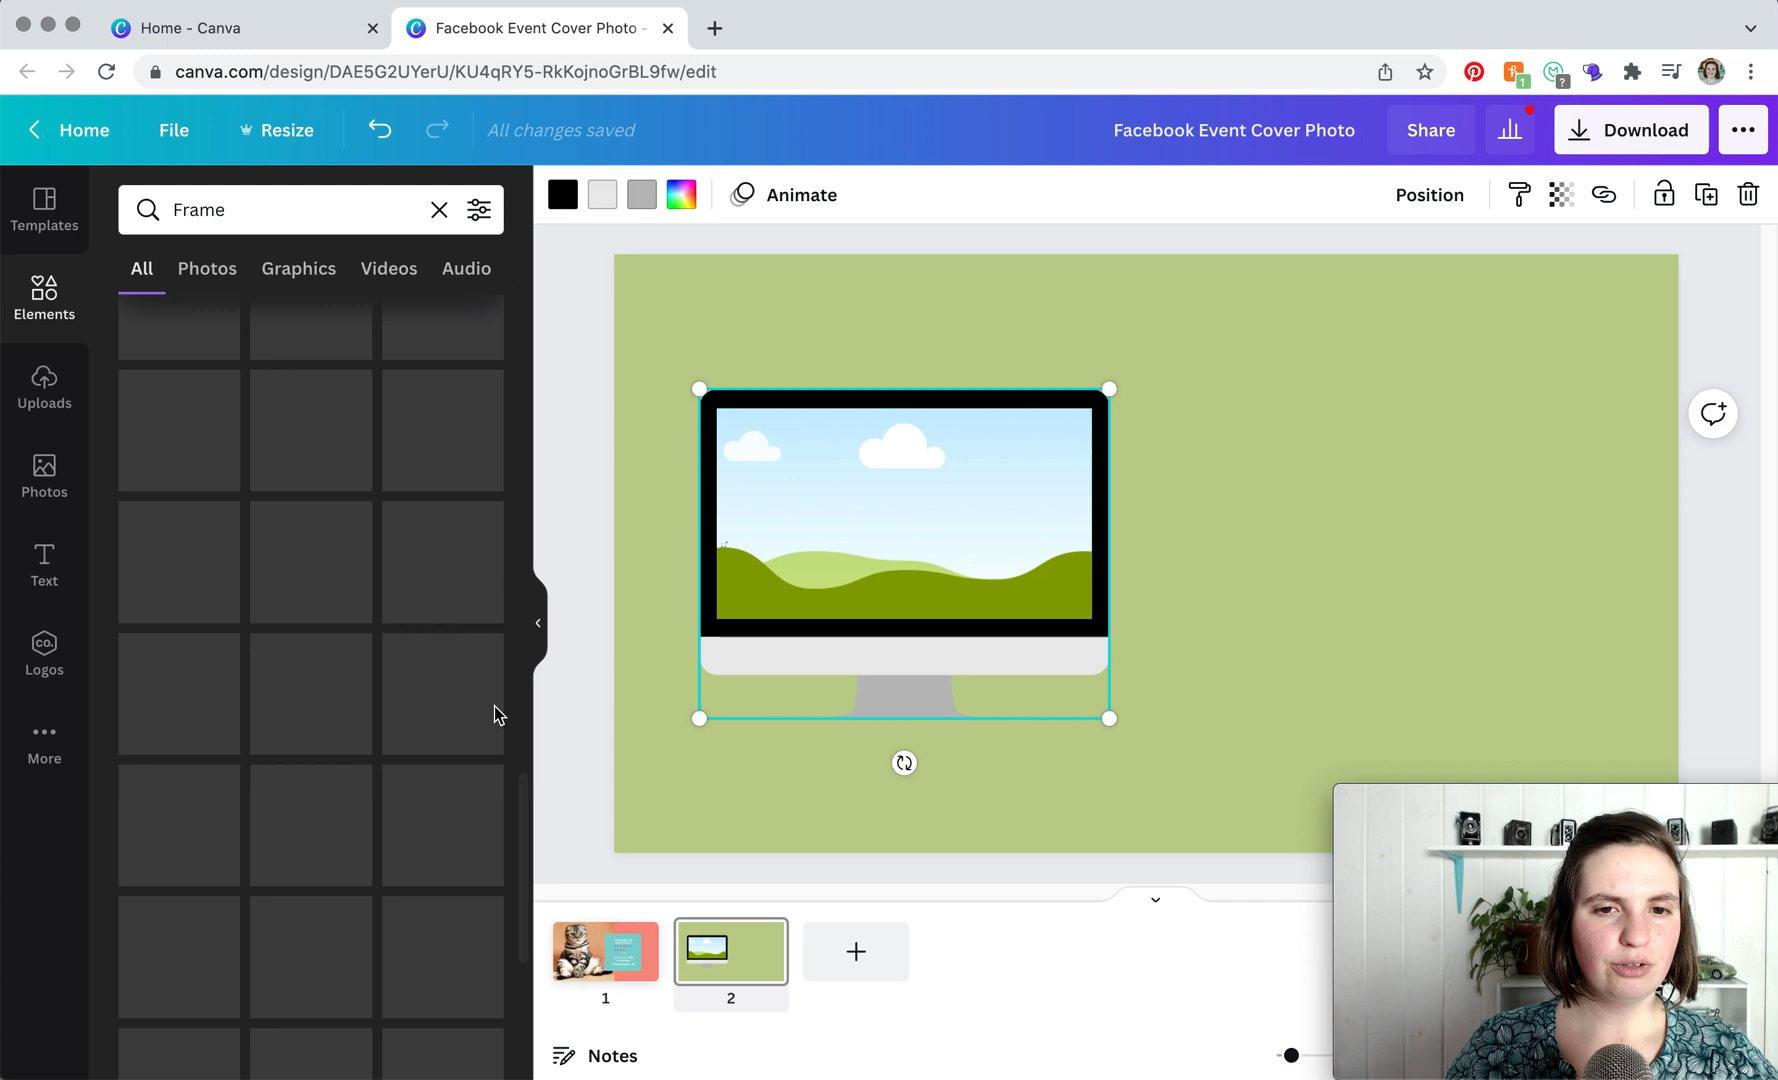 Home - Canva
Facebook Event Cover Photo -
canva.com/design/DAE5G2UYerU/KU4qRY5-RkKojnoGrBL9fw/edit
1
?
Home
File
Resize
All changes saved
Facebook Event Cover Photo
Share
Download
Templates
Elements
Uploads
Photos
Text
CO.
Logos
More
Frame
All
Photos
Graphics
Videos
Audio
Animate
Position
1
2
Notes